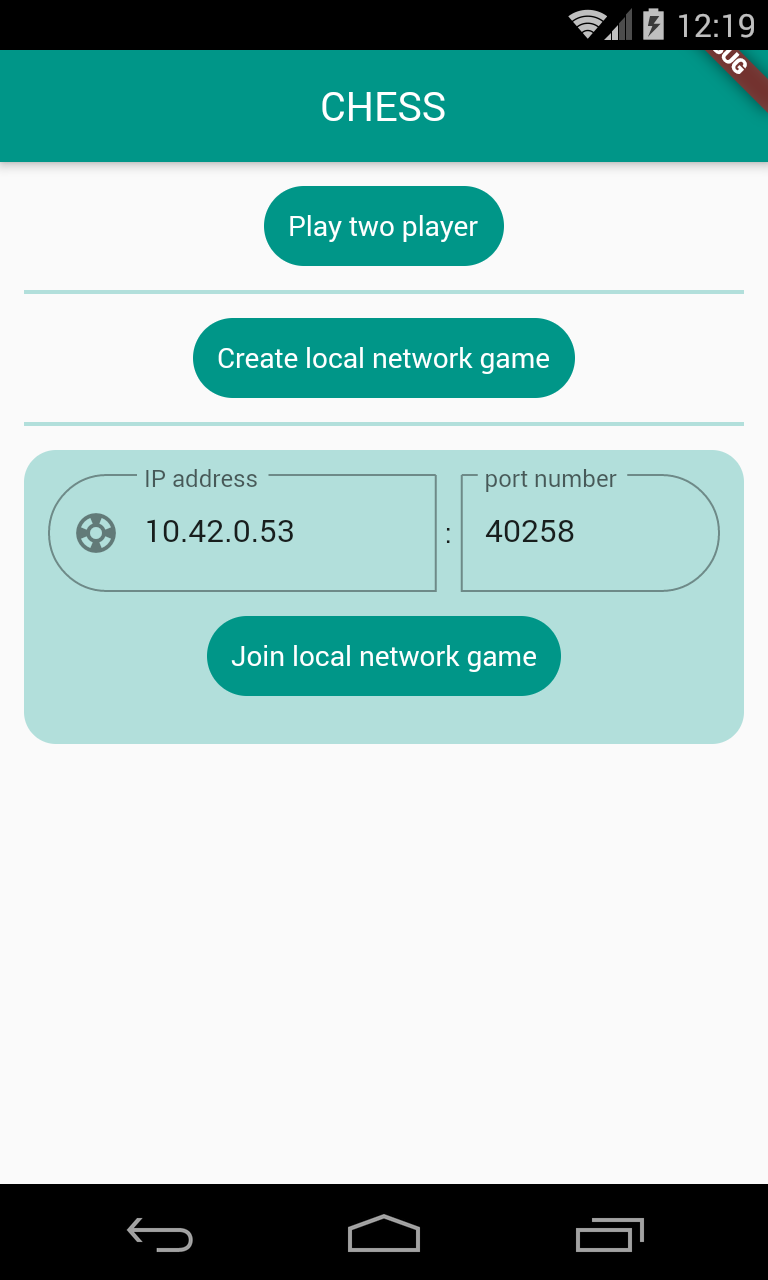 12:19
CHESS
Play two player
Create local network game
IP address
port number
10.42.0.53 : 40258
Join local network game